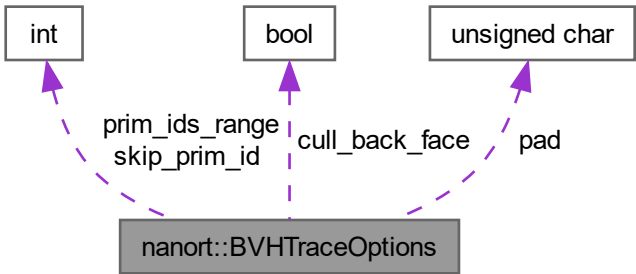 int
bool
unsigned char
prim_ids_range
skip_prim_id
cull_back_face
pad
nanort::BVHTraceOptions